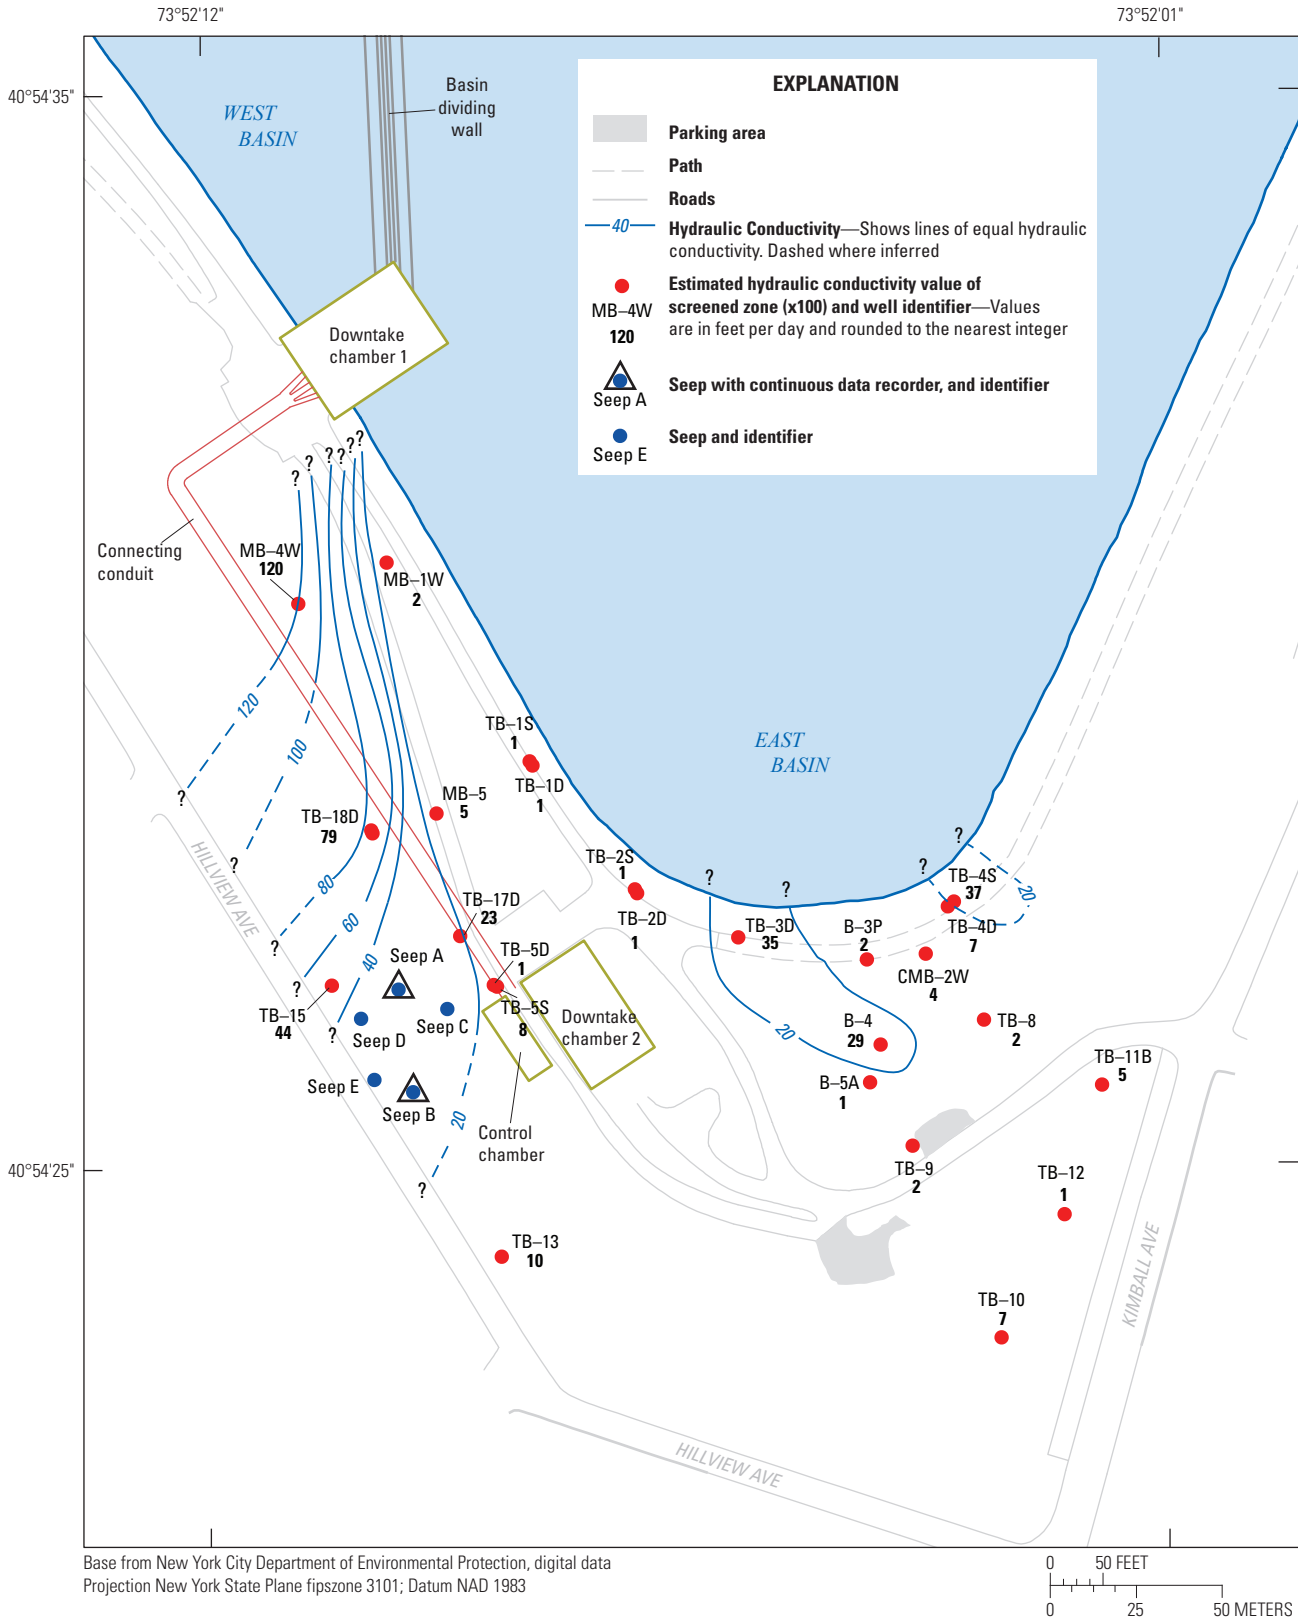 73°52'12"
73°52'01"
40°54'35"
WEST
BASIN
Basin
dividing
wall
EXPLANATION
Parking area
Path
Roads
40
Hydraulic Conductivity—Shows lines of equal hydraulic
conductivity. Dashed where inferred
MB–4W
120
Estimated hydraulic conductivity value of
screened zone (x100) and well identifier—Values
are in feet per day and rounded to the nearest integer
Seep A
Seep with continuous data recorder, and identifier
Seep E
Seep and identifier
Downtake
chamber 1
? ? ? ? ? ?
Connecting
conduit
MB–4W
120
MB–1W
2
120
100
TB–1S
1
TB–1D
1
EAST
BASIN
?
MB–5
5
TB–18D
79
HILLVIEW AVE
?
80
60
40
?
?
?
TB–2S
1
TB–2D
1
TB–17D
23
Seep A
TB–5D
1
TB–5S
8
TB–15
44
Seep D
Seep C
Seep E
Seep B
20
?
Downtake
chamber 2
Control
chamber
?
?
?
?
TB–3D
35
B–3P
2
TB–4S
37
TB–4D
7
20
CMB–2W
4
20
B–4
29
TB–8
2
B–5A
1
TB–11B
5
40°54'25"
TB–9
2
TB–12
1
TB–13
10
TB–10
7
KIMBALL AVE
HILLVIEW AVE
Base from New York City Department of Environmental Protection, digital data
Projection New York State Plane fipszone 3101; Datum NAD 1983
0 50 FEET
0 25 50 METERS